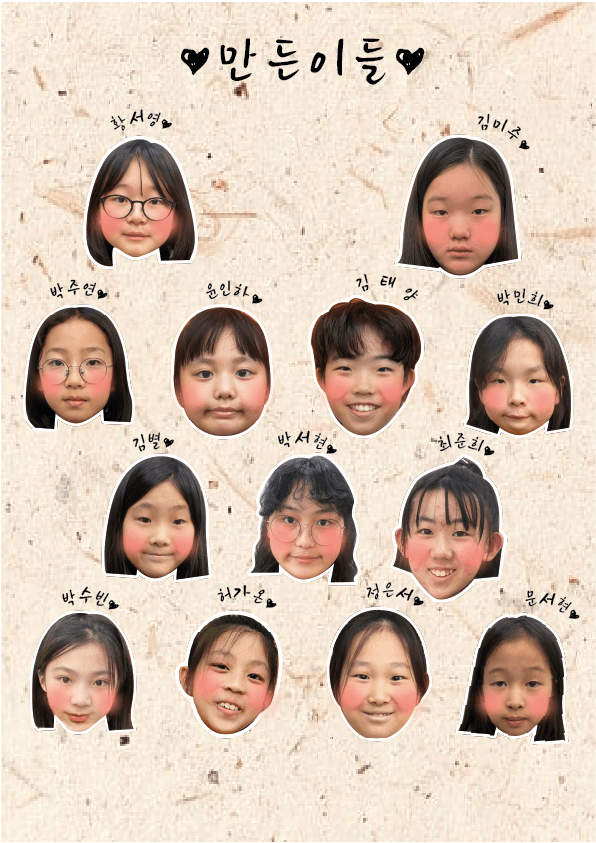 ♥만든이들♥
황서영♥ 김미주♥
박주연♥ 윤인하♥ 김태양 박민희♥
김별♥ 박서현♥ 최준희♥
박수빈♥ 허가온♥ 정은서♥ 문서현♥